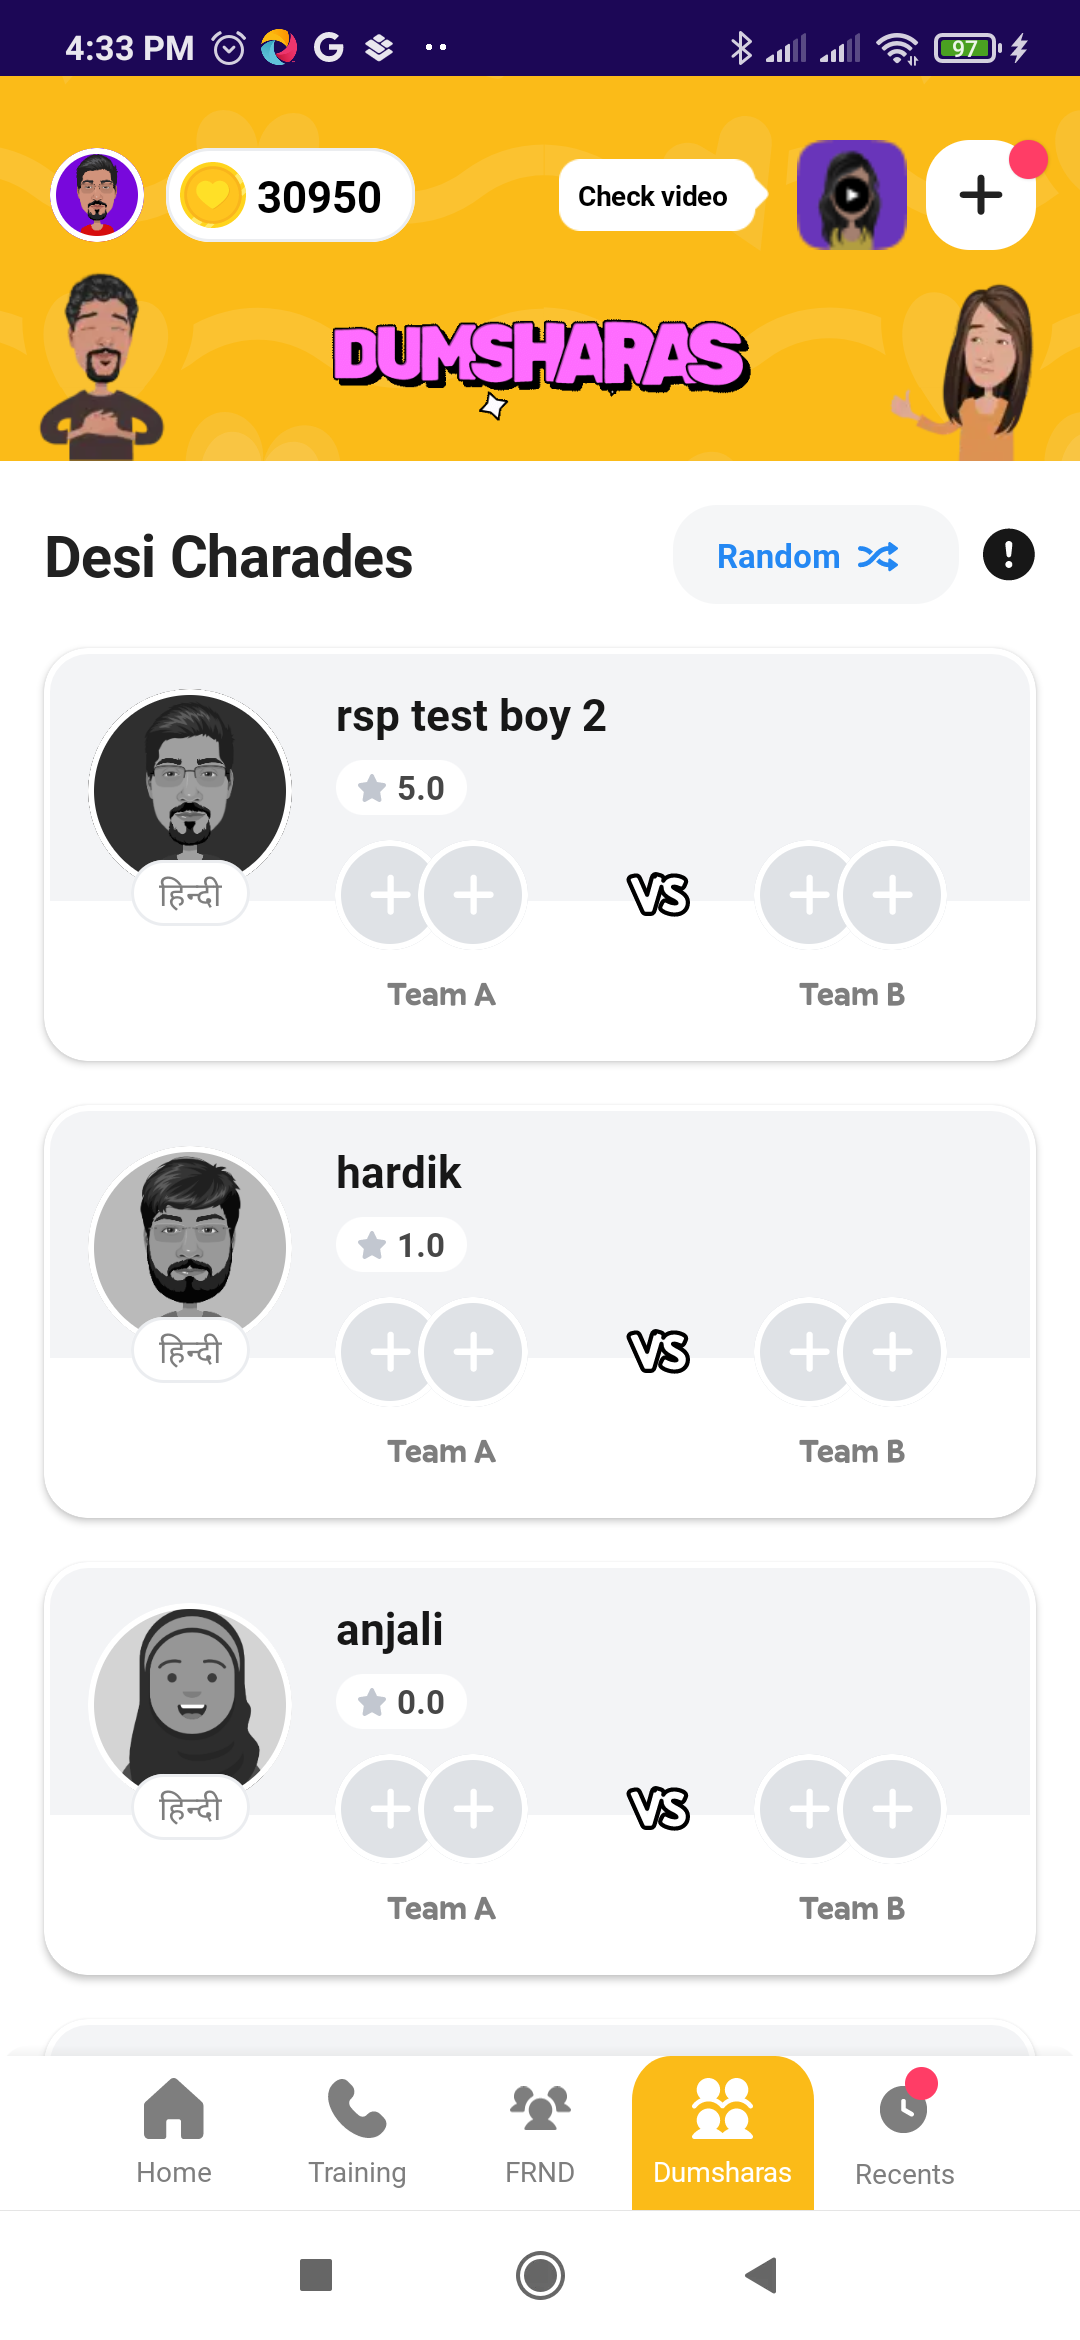 4:33 PM
97
30950
Check video
DUMSHARAS
Desi Charades
Random
rsp test boy 2
5.0
हिन्दी
VS
Team A
Team B
hardik
1.0
हिन्दी
VS
Team A
Team B
anjali
0.0
हिन्दी
VS
Team A
Team B
Home
Training
FRND
Dumsharas
Recents